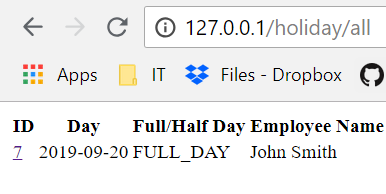 127.0.0.1/holiday/all
Apps IT Files - Dropbox
ID Day Full/Half Day Employee Name
7 2019-09-20 FULL_DAY John Smith